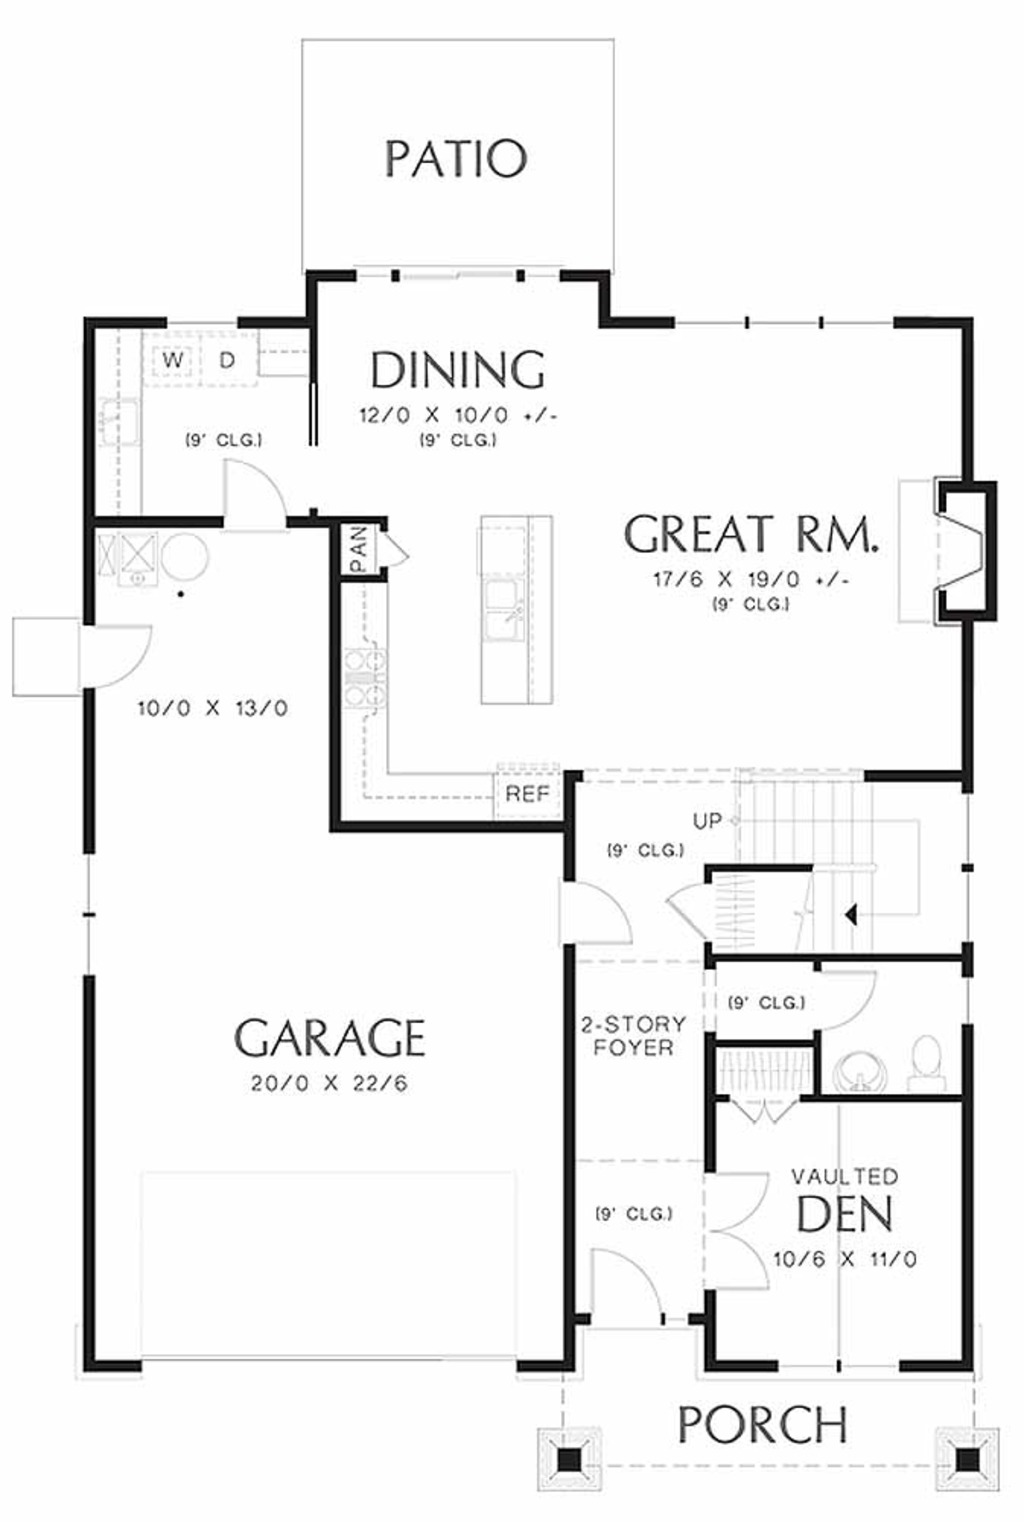 PATIO
W D
(9' CLG.)
DINING
12/0 X 10/0 +/-
(9' CLG.)
PAN
GREAT RM.
17/6 X 19/0 +/-
(9' CLG.)
10/0 X 13/0
REF
UP
(9' CLG.)
(9' CLG.)
2-STORY
FOYER
GARAGE
20/0 X 22/6
VAULTED
DEN
10/6 X 11/0
(9' CLG.)
PORCH